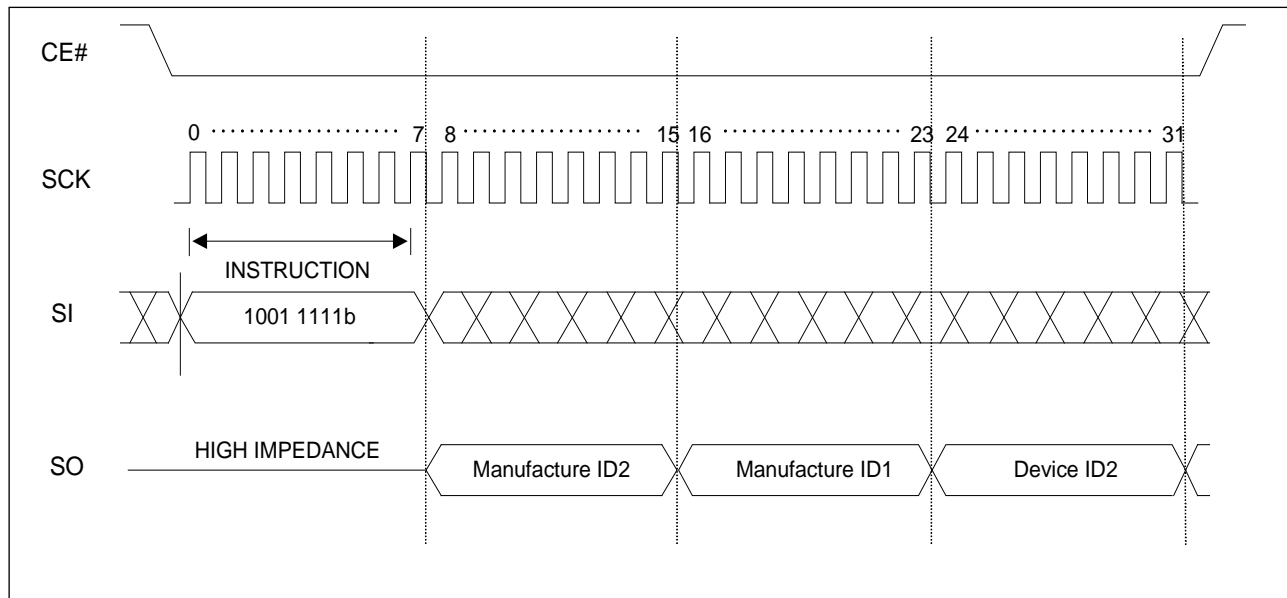 CE#
0 7 8 15 16 23 24 31
SCK
INSTRUCTION
SI
1001 1111b
HIGH IMPEDANCE
SO
Manufacture ID2
Manufacture ID1
Device ID2